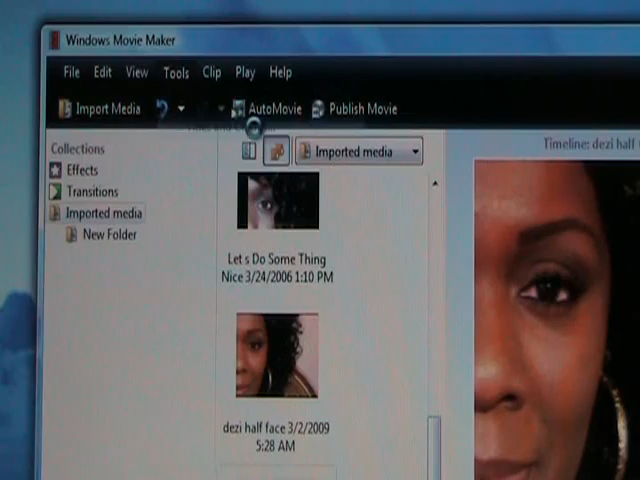 Windows Movie Maker
File Edit View Tools Clip Play Help
Import Media AutoMovie Publish Movie
Collections
Imported media
Timeline: dezi half
Effects
Transitions
Imported media
New Folder
Let s Do Some Thing
Nice 3/24/2006 1:10 PM
dezi half face 3/2/2009
5:28 AM